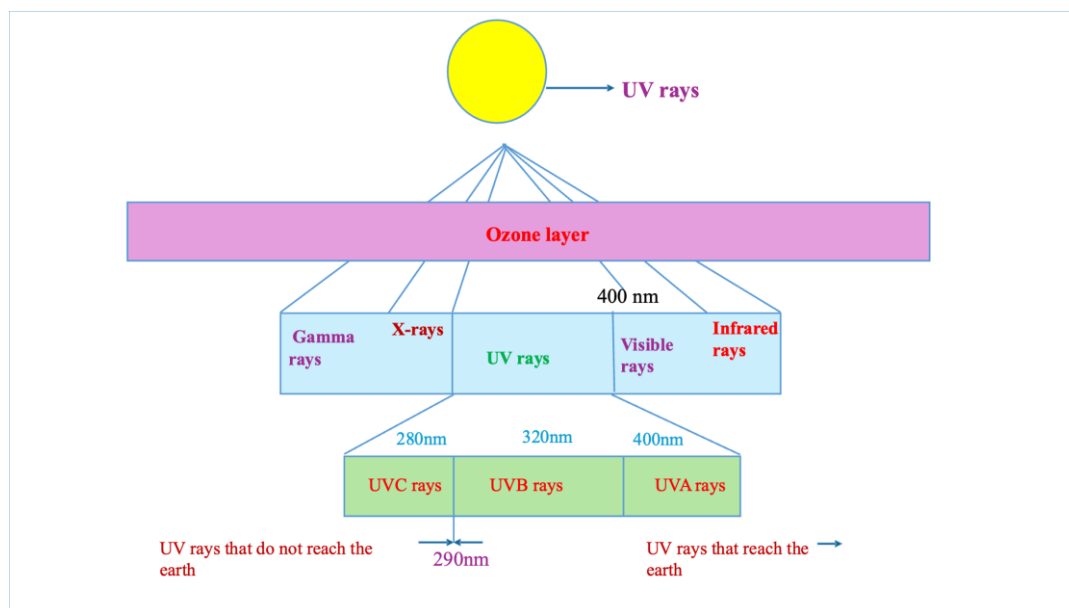 UV rays
Ozone layer
400 nm
Gamma
rays
X-rays
UV rays
Visible
rays
Infrared
rays
280nm
320nm
400nm
UVC rays
UVB rays
UVA rays
UV rays that do not reach the
earth
290nm
UV rays that reach the
earth